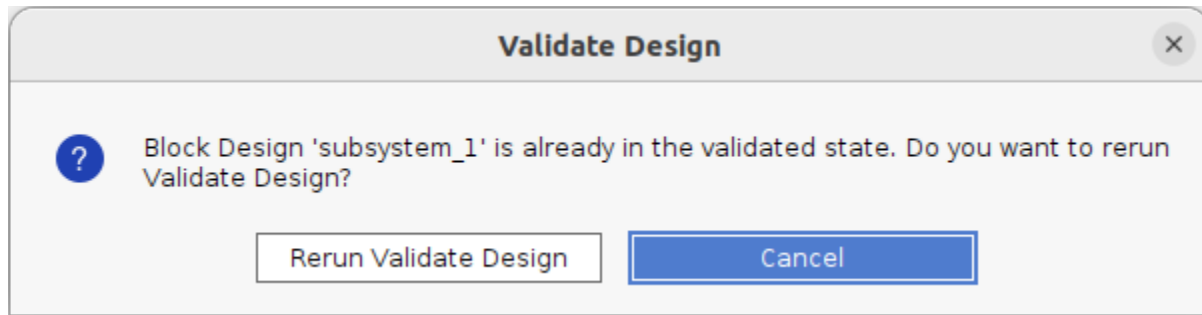 Validate Design
Block Design 'subsystem_1' is already in the validated state. Do you want to rerun
Validate Design?
Rerun Validate Design
Cancel